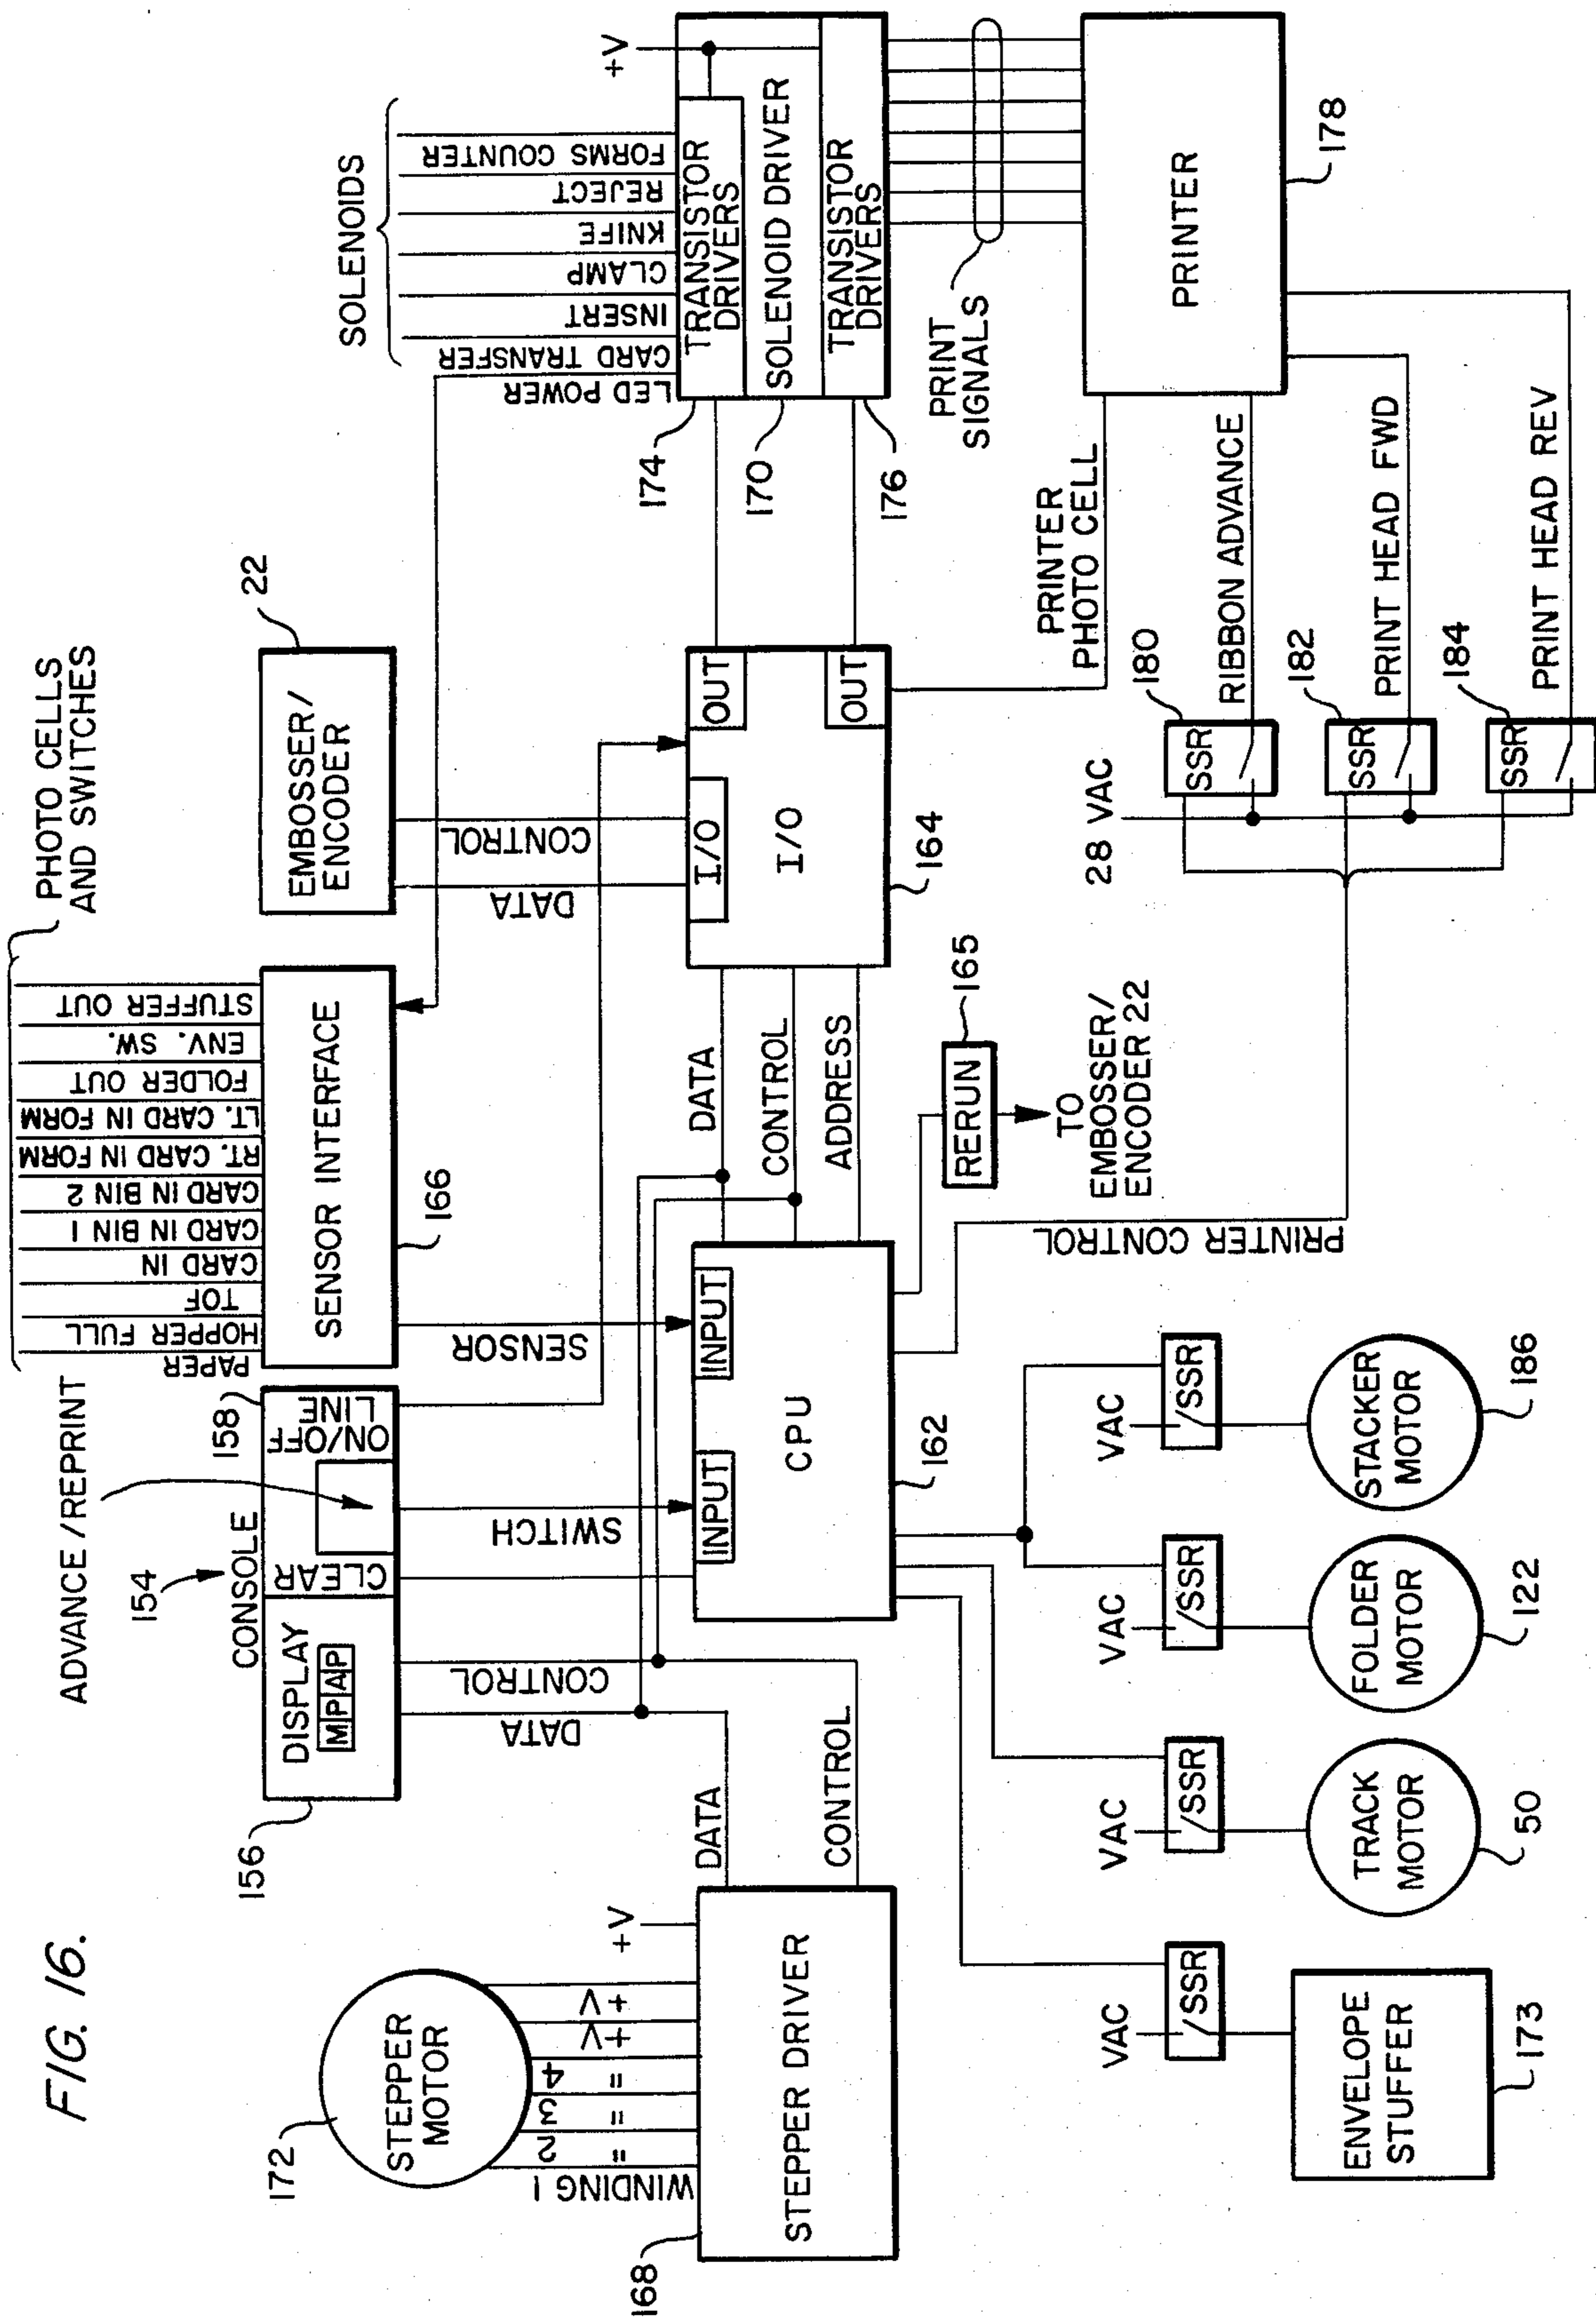 FIG. 16.
172
STEPPER
MOTOR
WINDING 1
" 2
" 3
" 4
+V
+V
+V
168
STEPPER DRIVER
DATA
CONTROL
ADVANCE/REPRINT
154
CONSOLE
156
DISPLAY
M P A P
CLEAR
158
ON/OFF
LINE
DATA
CONTROL
SWITCH
PHOTO CELLS
AND SWITCHES
PAPER
HOPPER FULL
TOF
CARD IN
CARD IN BIN 1
CARD IN BIN 2
RT. CARD IN FORM
LT. CARD IN FORM
FOLDER OUT
ENV. SW.
STUFFER OUT
SENSOR INTERFACE
166
SENSOR
22
EMBOSSER/
ENCODER
DATA
CONTROL
SOLENOIDS
LED POWER
CARD TRANSFER
INSERT
CLAMP
KNIFE
REJECT
FORMS COUNTER
+V
INPUT
INPUT
CPU
162
DATA
CONTROL
ADDRESS
I/O
I/O
OUT
OUT
164
174
TRANSISTOR
DRIVERS
170
SOLENOID DRIVER
176
TRANSISTOR
DRIVERS
165
RERUN
TO
EMBOSSER/
ENCODER 22
PRINTER CONTROL
PRINT
SIGNALS
PRINTER
178
PRINTER
PHOTO CELL
28 VAC
180
SSR
RIBBON ADVANCE
182
SSR
PRINT HEAD FWD
184
SSR
PRINT HEAD REV
VAC
SSR
ENVELOPE
STUFFER
173
VAC
SSR
TRACK
MOTOR
50
VAC
SSR
FOLDER
MOTOR
122
VAC
SSR
STACKER
MOTOR
186